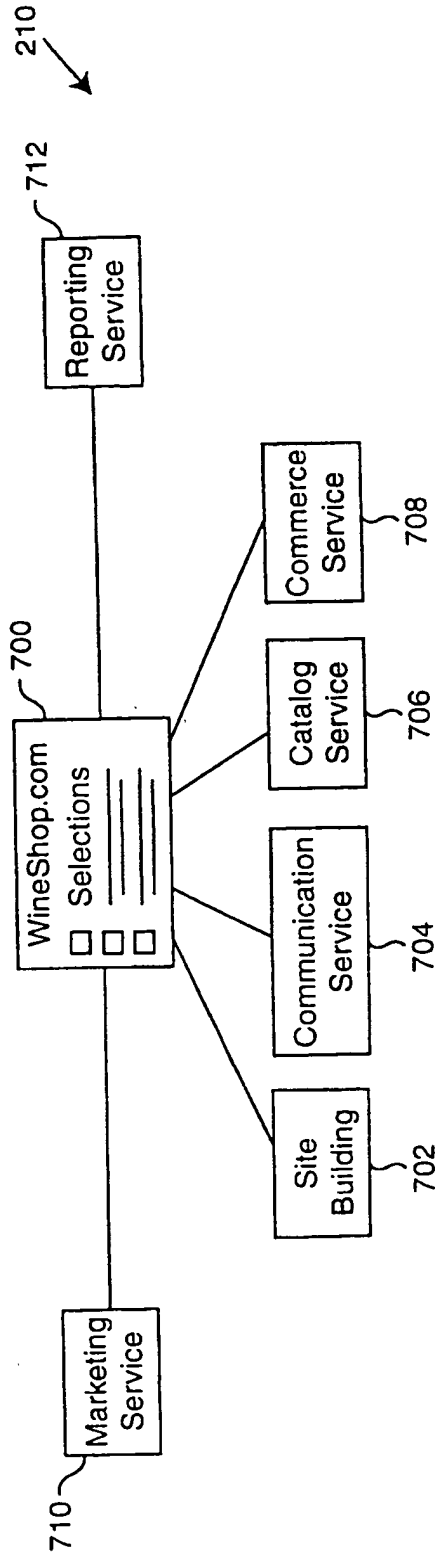 210
712
Reporting
Service
700
WineShop.com
Selections
Commerce
Service
708
Catalog
Service
706
Communication
Service
704
Site
Building
702
Marketing
Service
710